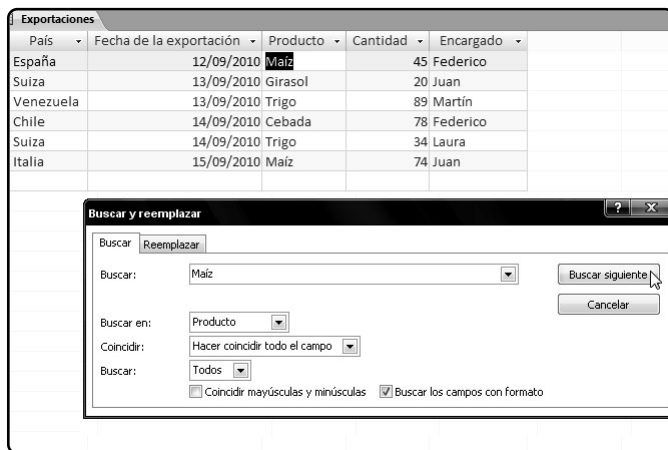 Exportaciones
País Fecha de la exportación Producto Cantidad Encargado
España 12/09/2010 Maíz 45 Federico
Suiza 13/09/2010 Girasol 20 Juan
Venezuela 13/09/2010 Trigo 89 Martín
Chile 14/09/2010 Cebada 78 Federico
Suiza 14/09/2010 Trigo 34 Laura
Italia 15/09/2010 Maíz 74 Juan
Buscar y reemplazar ? X
Buscar Reemplazar
Buscar: Maíz Buscar siguiente
Cancelar
Buscar en: Producto
Coincidir: Hacer coincidir todo el campo
Buscar: Todos
Coincidir mayúsculas y minúsculas Buscar los campos con formato